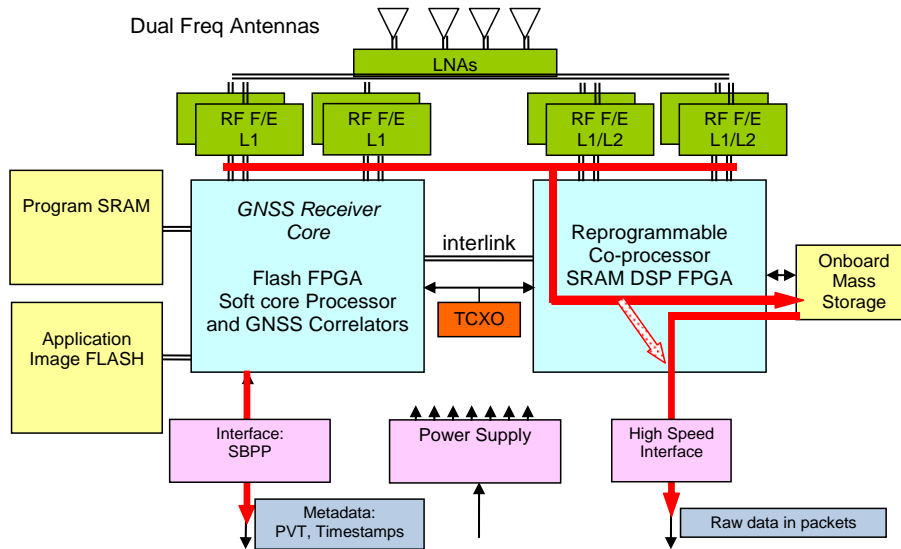 Dual Freq Antennas
LNAs
RF F/E
L1
RF F/E
L1
RF F/E
L1/L2
RF F/E
L1/L2
Program SRAM
GNSS Receiver
Core
Flash FPGA
Soft core Processor
and GNSS Correlators
interlink
TCXO
Reprogrammable
Co-processor
SRAM DSP FPGA
Onboard
Mass
Storage
Application
Image FLASH
Interface:
SBPP
Power Supply
High Speed
Interface
Metadata:
PVT, Timestamps
Raw data in packets